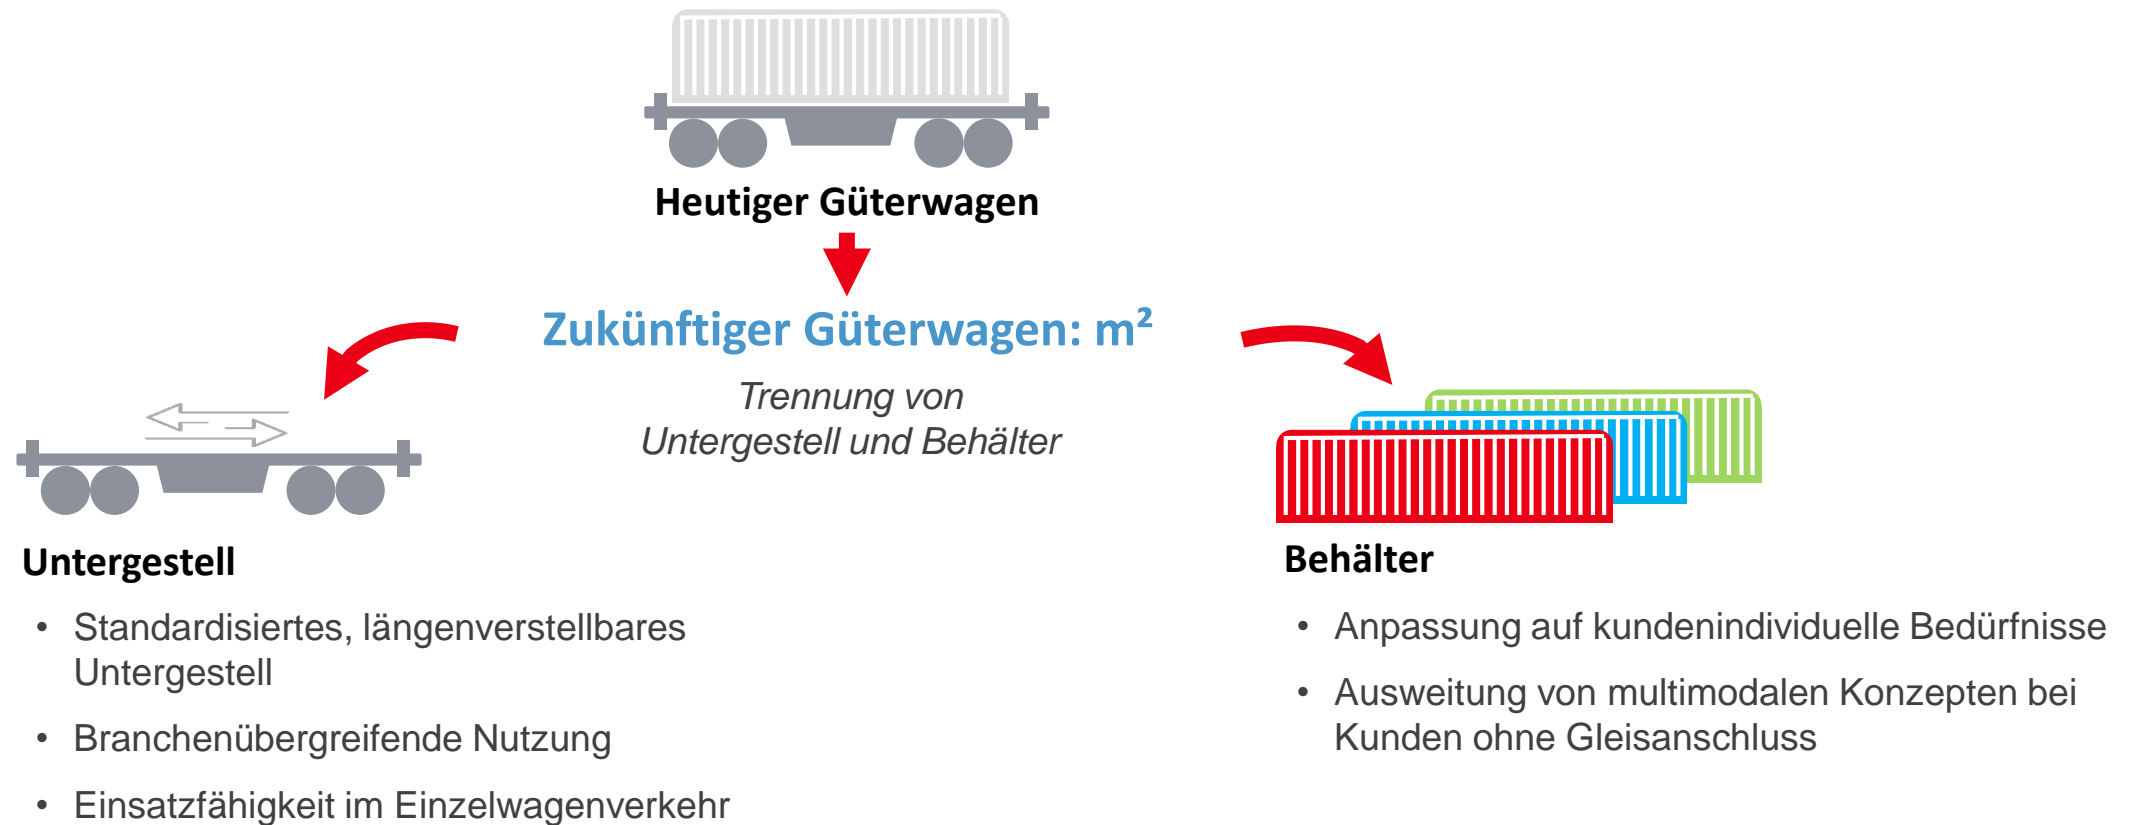 Heutiger Güterwagen
Zukünftiger Güterwagen: m²
Trennung von
Untergestell und Behälter
Untergestell
• Standardisiertes, längenverstellbares
Untergestell
• Branchenübergreifende Nutzung
• Einsatzfähigkeit im Einzelwagenverkehr
Behälter
• Anpassung auf kundenindividuelle Bedürfnisse
• Ausweitung von multimodalen Konzepten bei
Kunden ohne Gleisanschluss